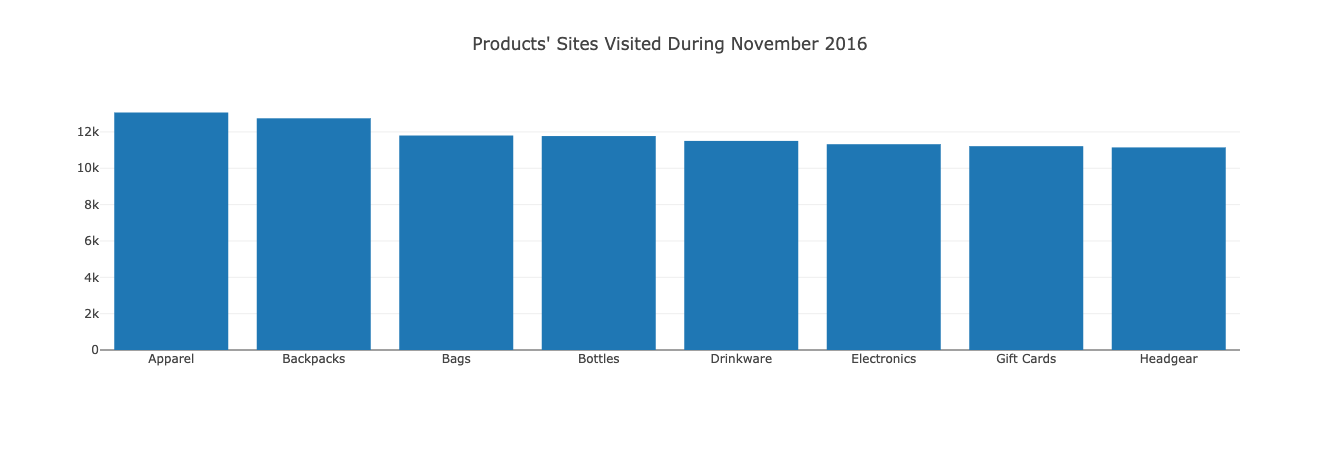 Products' Sites Visited During November 2016
12k
10k
8k
6k
4k
2k
0
Apparel Backpacks Bags Bottles Drinkware Electronics Gift Cards Headgear